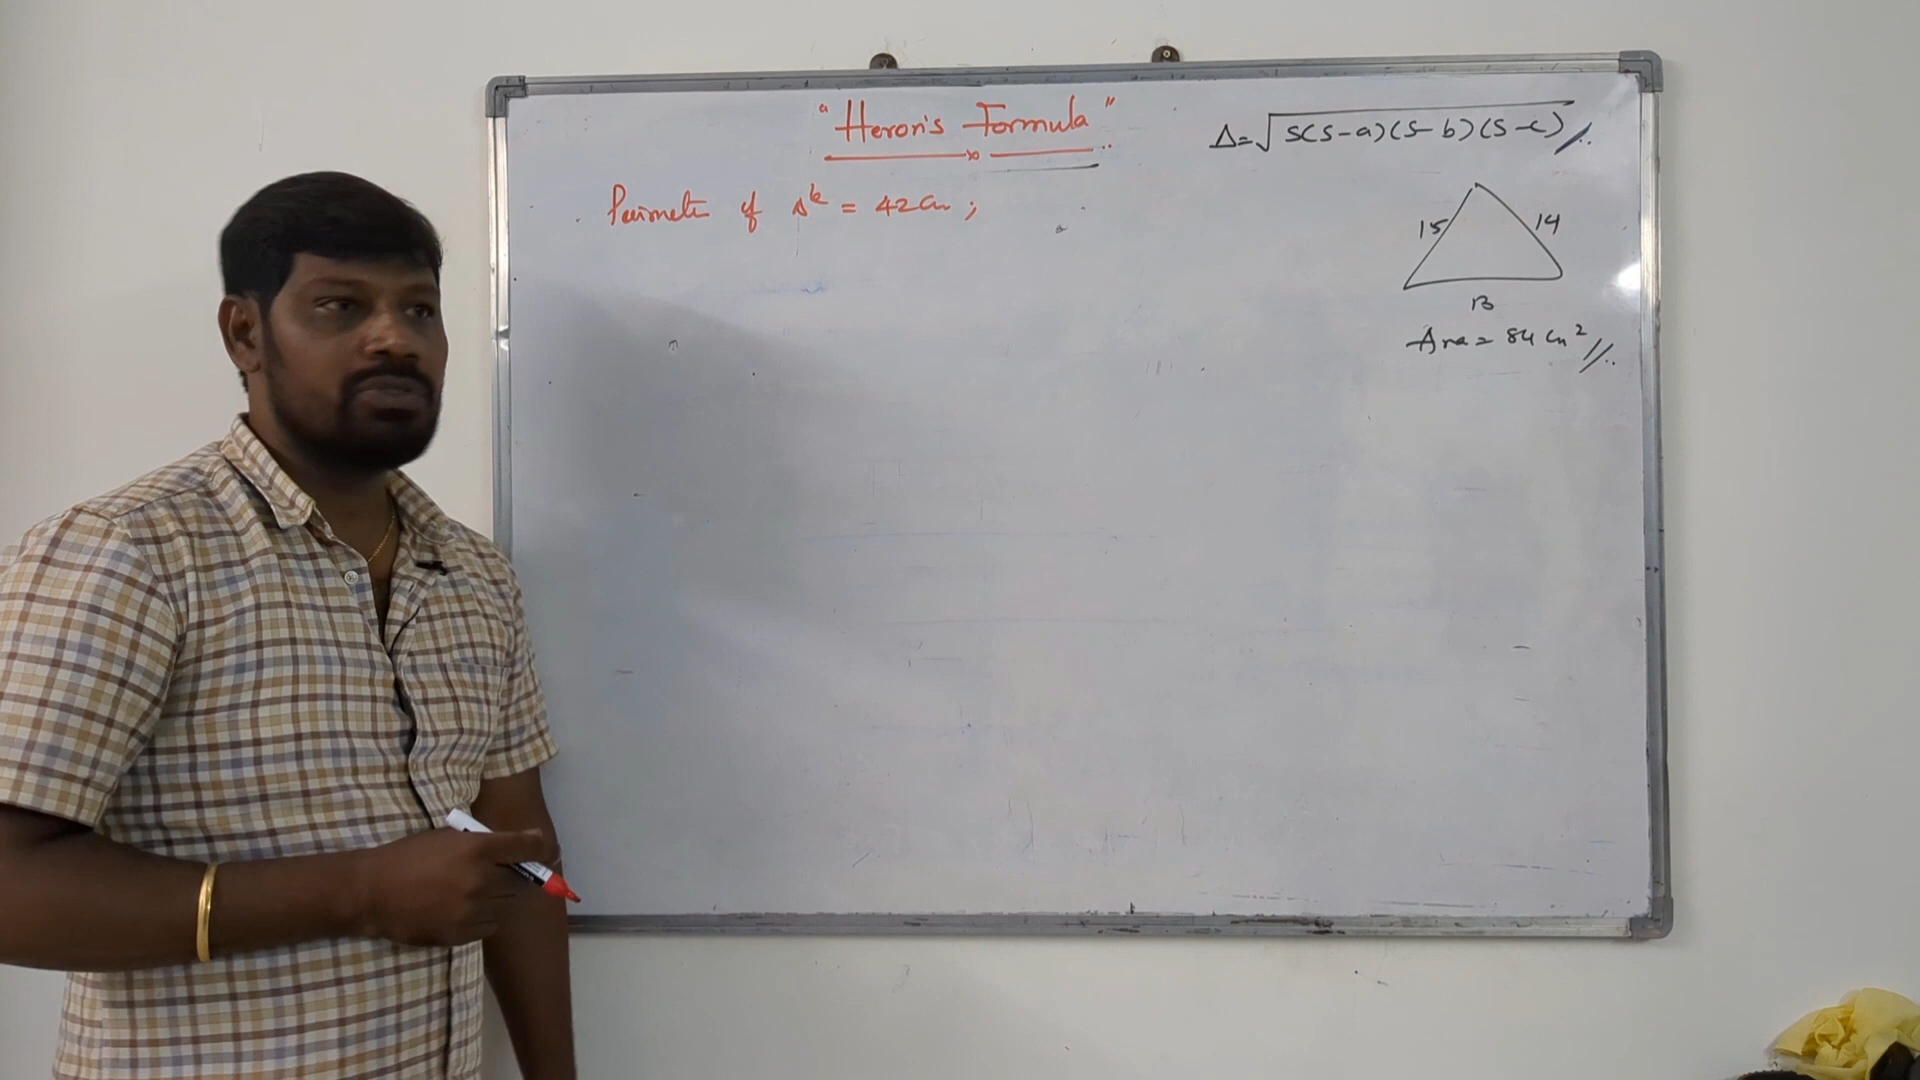 "Heron's Formula"
Δ=√S(S-a)(S-b)(S-c)
Perimeter of Δle = 42cm ;
15 14
13
Area = 84 cm²